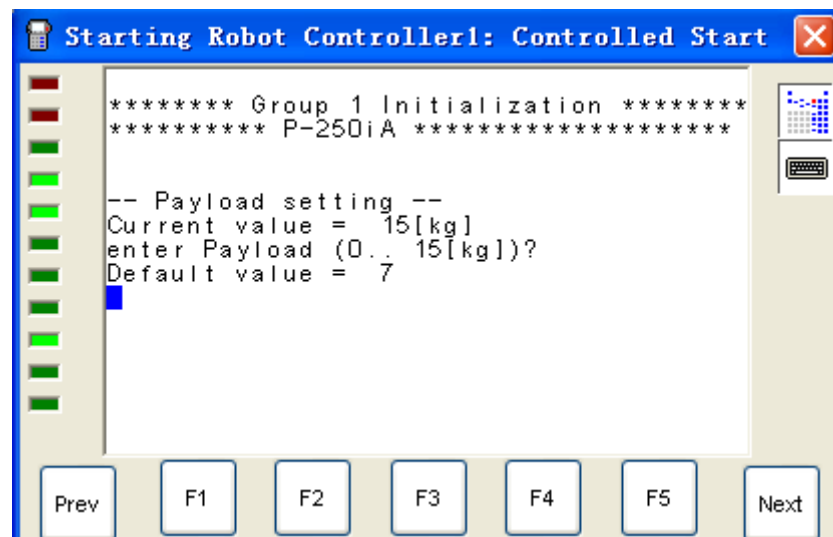 Starting Robot Controller1: Controlled Start
******** Group 1 Initialization ********
********** P-250iA ********************
-- Payload setting --
Current value =  15[kg]
enter Payload (0.. 15[kg])?
Default value =  7
Prev F1 F2 F3 F4 F5 Next